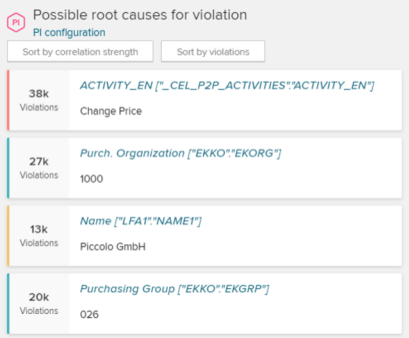 PI
Possible root causes for violation
PI configuration
Sort by correlation strength
Sort by violations
38k
Violations
ACTIVITY_EN ["_CEL_P2P_ACTIVITIES"."ACTIVITY_EN"]
Change Price
27k
Violations
Purch. Organization ["EKKO"."EKORG"]
1000
13k
Violations
Name ["LFA1"."NAME1"]
Piccolo GmbH
20k
Violations
Purchasing Group ["EKKO"."EKGRP"]
026